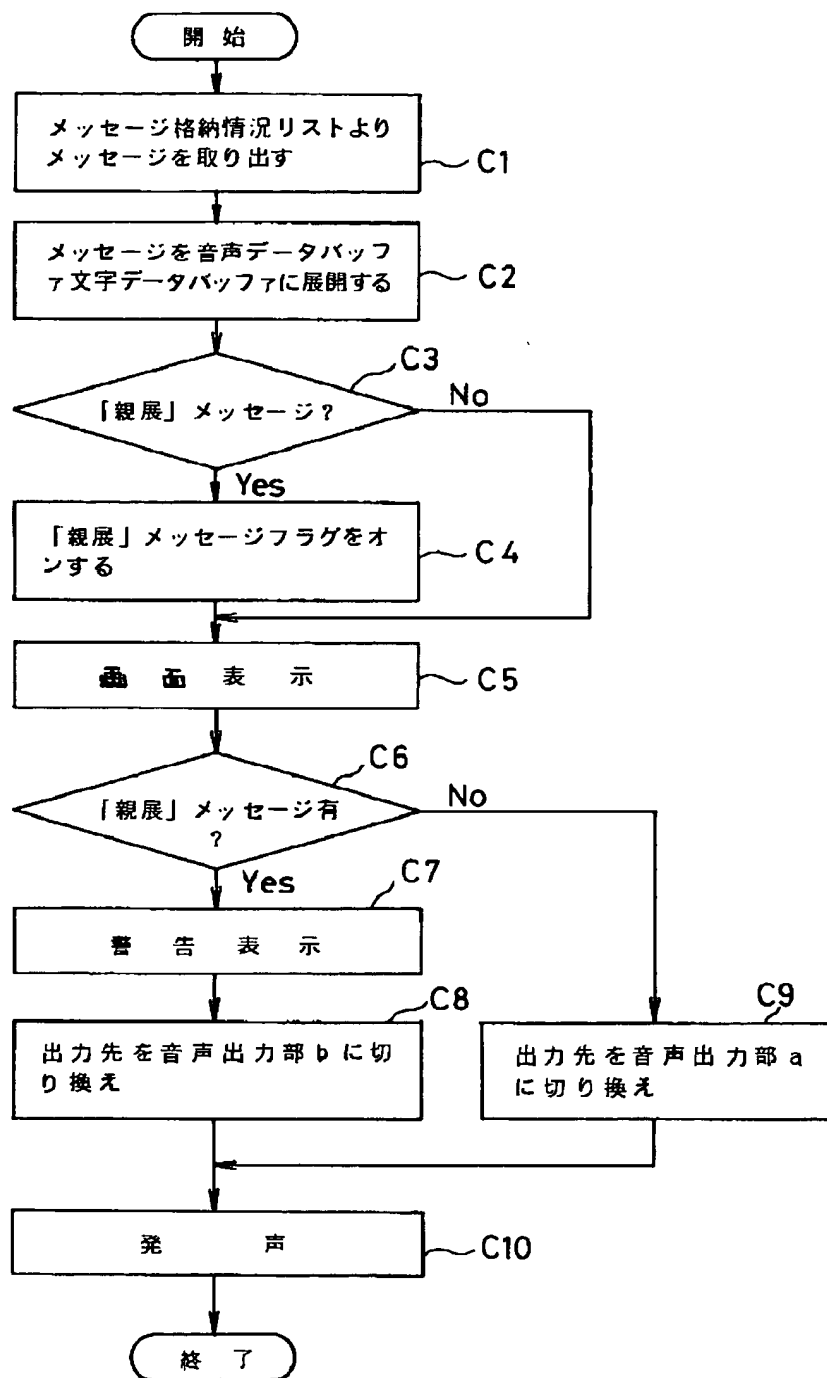 開始
メッセージ格納情況リストより
メッセージを取り出す
C1
メッセージを音声データバッフ
ァ文字データバッファに展開する
C2
C3
「親展」メッセージ?
No
Yes
「親展」メッセージフラグをオ
ンする
C4
画面表示
C5
C6
「親展」メッセージ有
?
No
Yes
C7
警告表示
C8
出力先を音声出力部bに切
り換え
C9
出力先を音声出力部a
に切り換え
発声
C10
終了